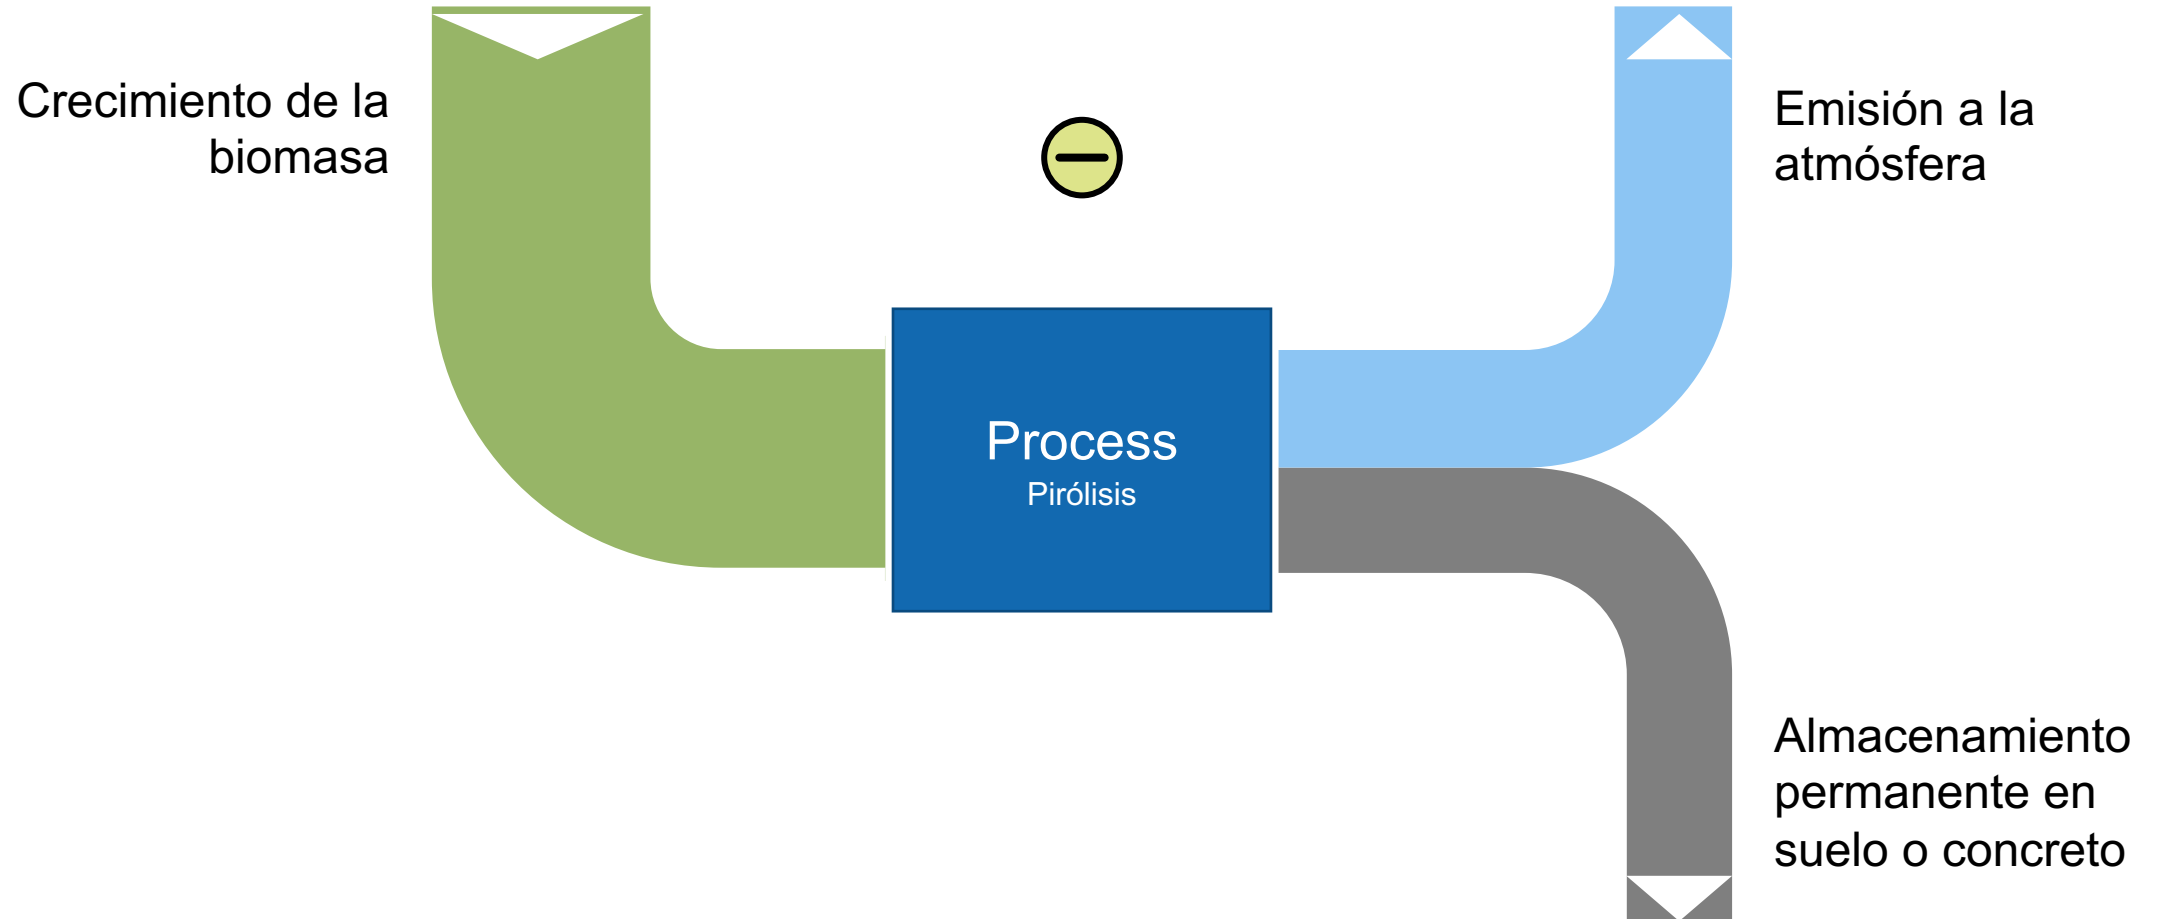 Crecimiento de la
biomasa
Emisión a la
atmósfera
Process
Pirólisis
Almacenamiento
permanente en
suelo o concreto